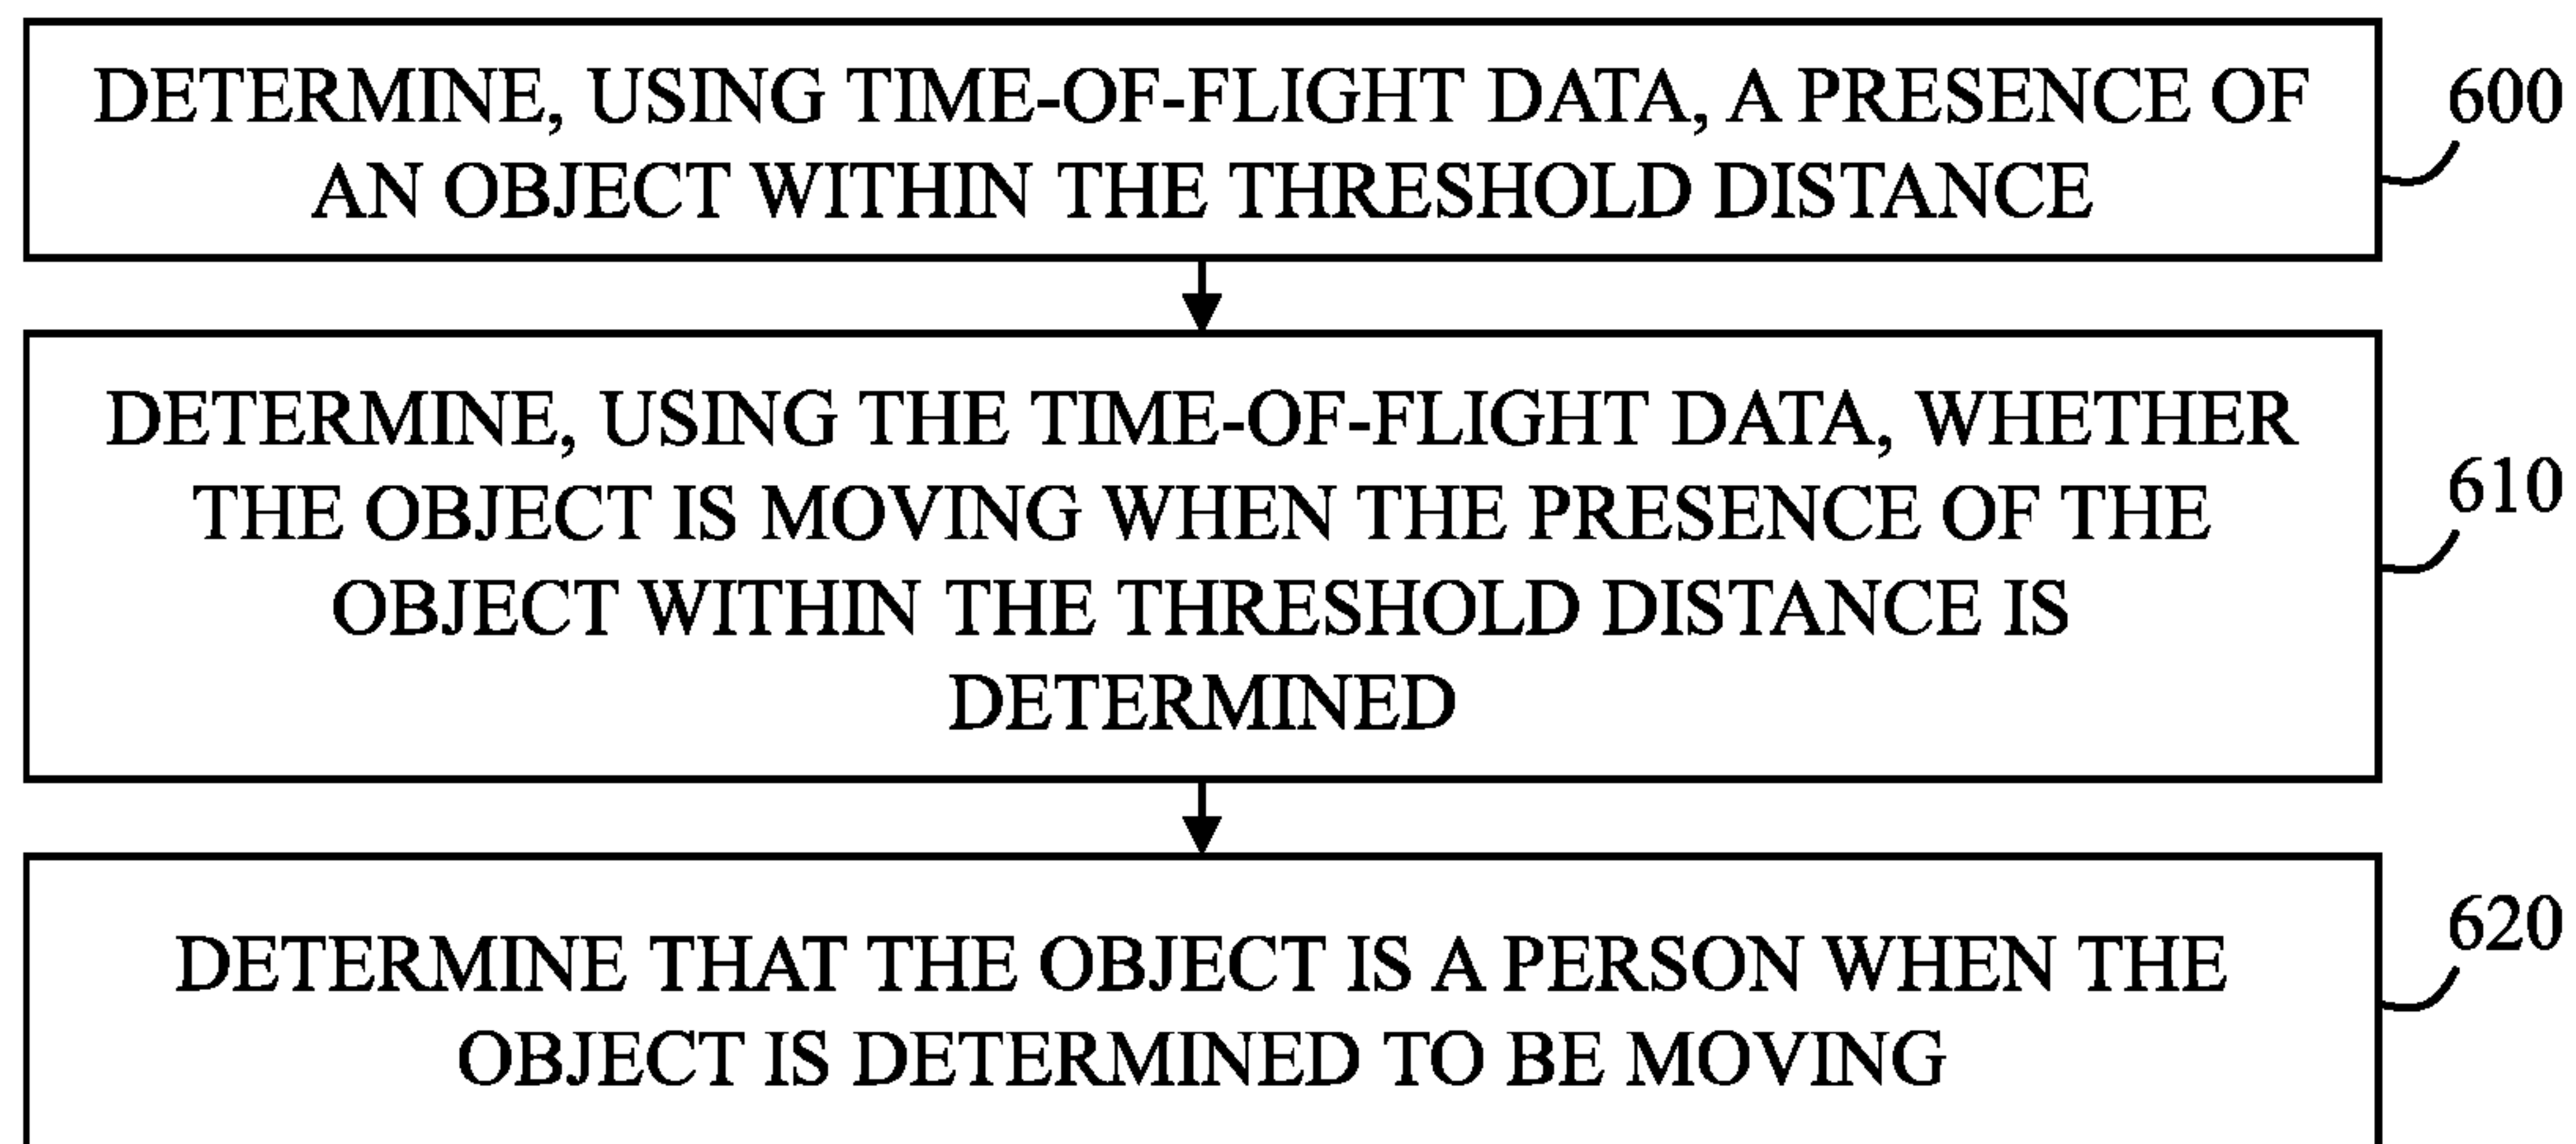 DETERMINE, USING TIME-OF-FLIGHT DATA, A PRESENCE OF
AN OBJECT WITHIN THE THRESHOLD DISTANCE
600
DETERMINE, USING THE TIME-OF-FLIGHT DATA, WHETHER
THE OBJECT IS MOVING WHEN THE PRESENCE OF THE
OBJECT WITHIN THE THRESHOLD DISTANCE IS
DETERMINED
610
DETERMINE THAT THE OBJECT IS A PERSON WHEN THE
OBJECT IS DETERMINED TO BE MOVING
620